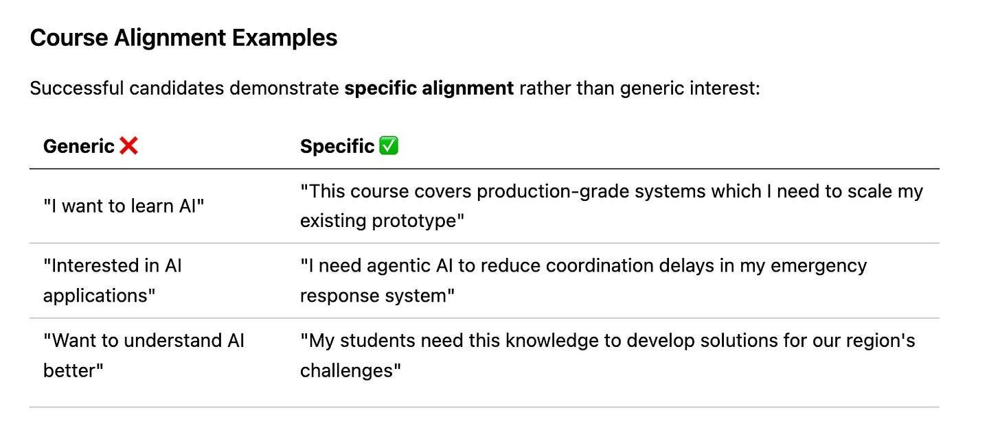 Course Alignment Examples
Successful candidates demonstrate specific alignment rather than generic interest:
Generic ❌
Specific ✅
"I want to learn AI"
"This course covers production-grade systems which I need to scale my
existing prototype"
"Interested in AI
applications"
"I need agentic AI to reduce coordination delays in my emergency
response system"
"Want to understand AI
better"
"My students need this knowledge to develop solutions for our region's
challenges"